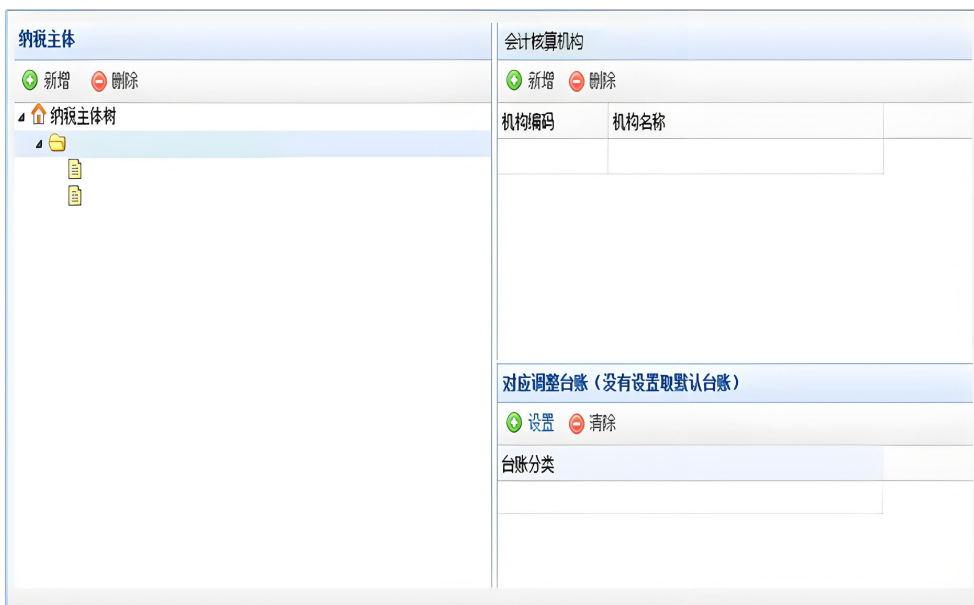 纳税主体
新增 删除
纳税主体树
会计核算机构
新增 删除
机构编码 机构名称
对应调整台账（没有设置取默认台账）
设置 清除
台账分类